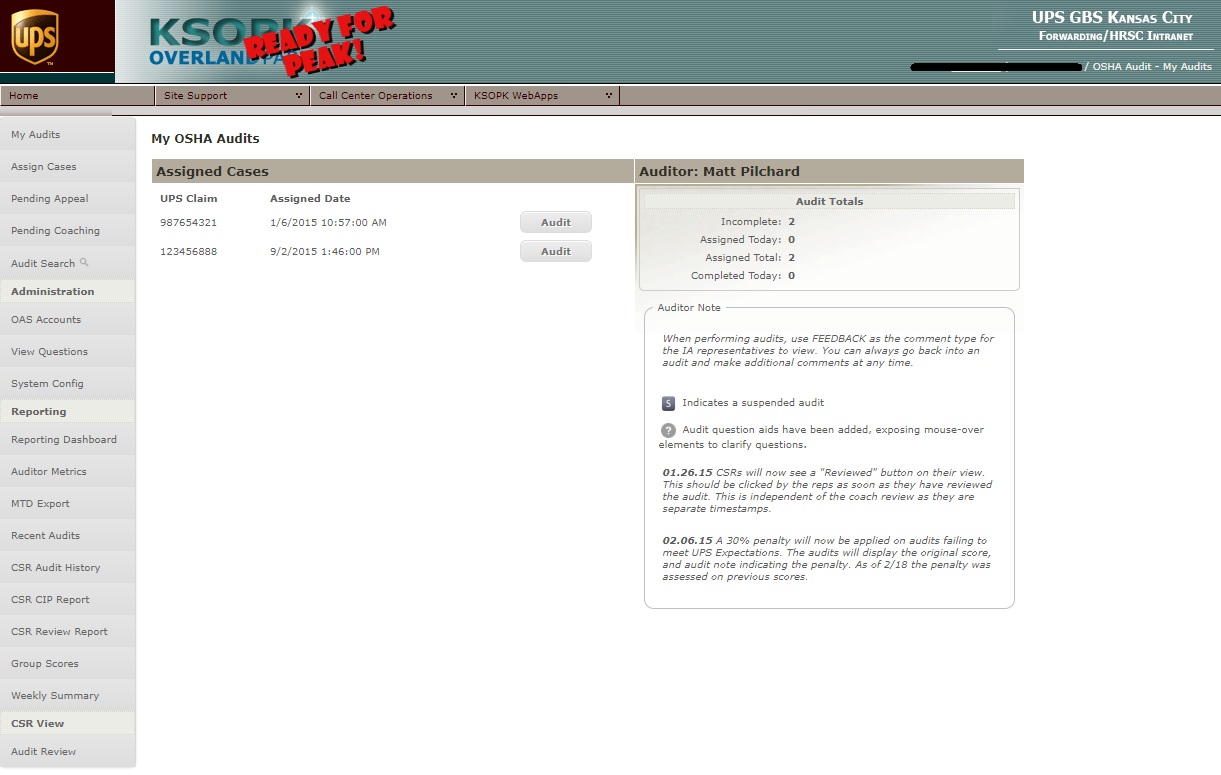 ups
TM
KSOPK
OVERLAND PA
READY FOR
PEAK!
UPS GBS Kansas City
Forwarding/HRSC Intranet
/ OSHA Audit - My Audits
Home
Site Support
Call Center Operations
KSOPK WebApps
My Audits
Assign Cases
Pending Appeal
Pending Coaching
Audit Search
Administration
OAS Accounts
View Questions
System Config
Reporting
Reporting Dashboard
Auditor Metrics
MTD Export
Recent Audits
CSR Audit History
CSR CIP Report
CSR Review Report
Group Scores
Weekly Summary
CSR View
Audit Review
My OSHA Audits
Assigned Cases
UPS Claim Assigned Date
987654321 1/6/2015 10:57:00 AM Audit
123456888 9/2/2015 1:46:00 PM Audit
Auditor: Matt Pilchard
Audit Totals
Incomplete: 2
Assigned Today: 0
Assigned Total: 2
Completed Today: 0
Auditor Note
When performing audits, use FEEDBACK as the comment type for
the IA representatives to view. You can always go back into an
audit and make additional comments at any time.
S Indicates a suspended audit
? Audit question aids have been added, exposing mouse-over
elements to clarify questions.
01.26.15 CSRs will now see a "Reviewed" button on their view.
This should be clicked by the reps as soon as they have reviewed
the audit. This is independent of the coach review as they are
separate timestamps.
02.06.15 A 30% penalty will now be applied on audits failing to
meet UPS Expectations. The audits will display the original score,
and audit note indicating the penalty. As of 2/18 the penalty was
assessed on previous scores.